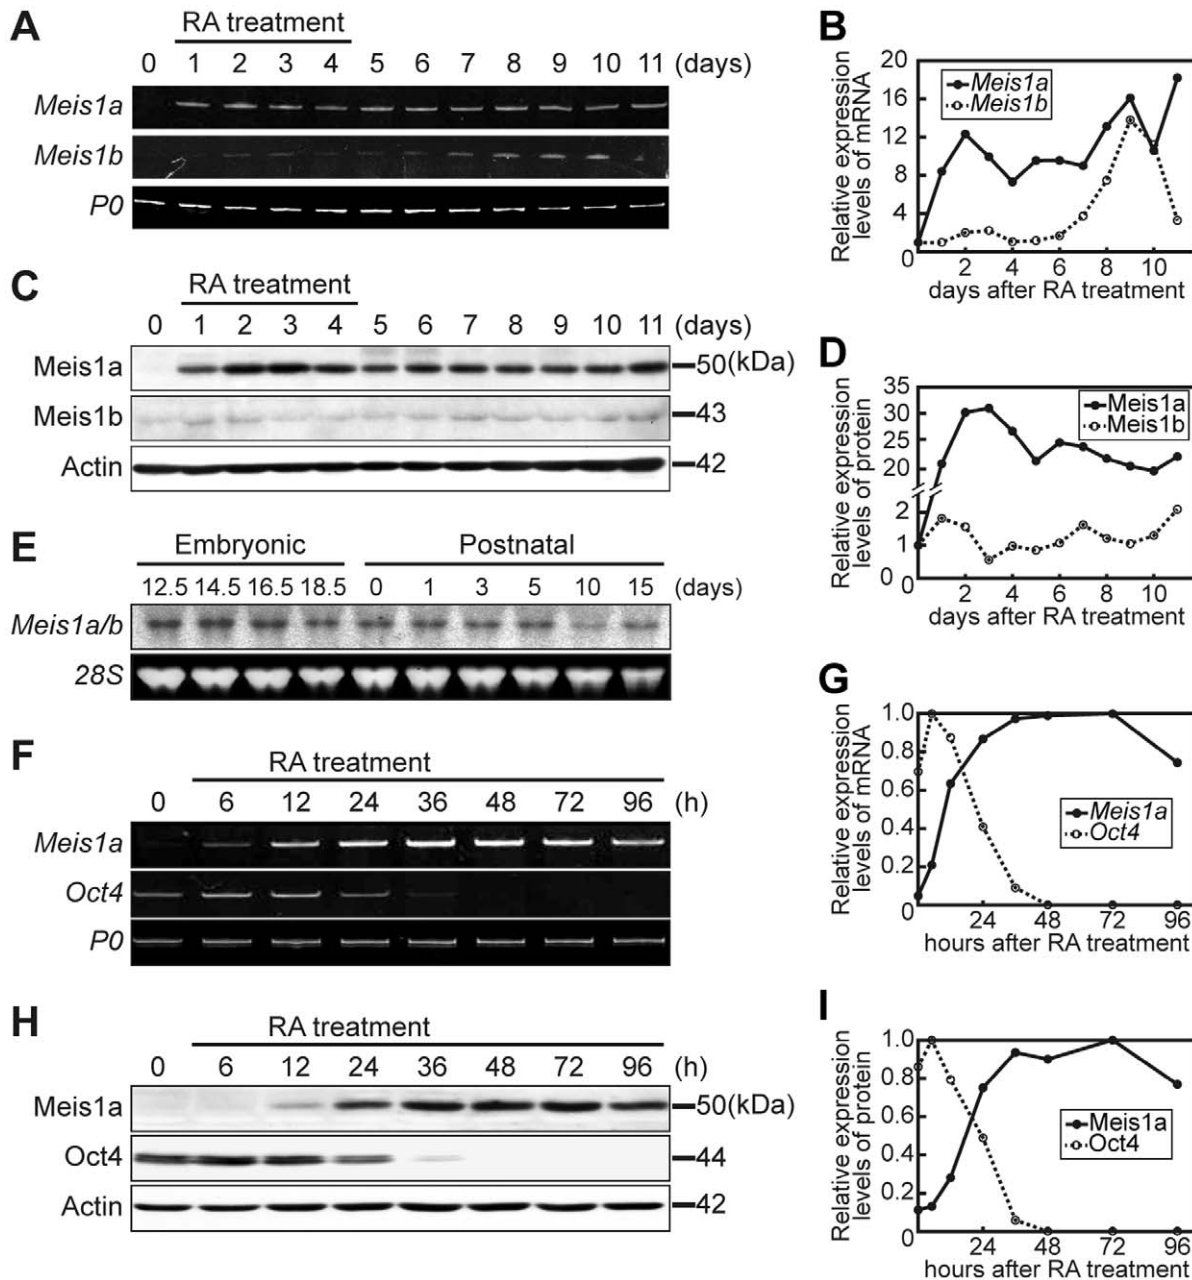 A
RA treatment
0 1 2 3 4 5 6 7 8 9 10 11 (days)
Meis1a
Meis1b
P0
B
Relative expression
levels of mRNA
20
16
12
8
4
0
Meis1a
Meis1b
2 4 6 8 10
days after RA treatment
C
RA treatment
0 1 2 3 4 5 6 7 8 9 10 11 (days)
Meis1a
50(kDa)
Meis1b
43
Actin
42
D
Relative expression
levels of protein
35
30
25
20
2
1
0
Meis1a
Meis1b
2 4 6 8 10
days after RA treatment
E
Embryonic Postnatal
12.5 14.5 16.5 18.5 0 1 3 5 10 15 (days)
Meis1a/b
28S
F
RA treatment
0 6 12 24 36 48 72 96 (h)
Meis1a
Oct4
P0
G
Relative expression
levels of mRNA
1.0
0.8
0.6
0.4
0.2
0
Meis1a
Oct4
24 48 72 96
hours after RA treatment
H
RA treatment
0 6 12 24 36 48 72 96 (h)
Meis1a
50(kDa)
Oct4
44
Actin
42
I
Relative expression
levels of protein
1.0
0.8
0.6
0.4
0.2
0
Meis1a
Oct4
24 48 72 96
hours after RA treatment